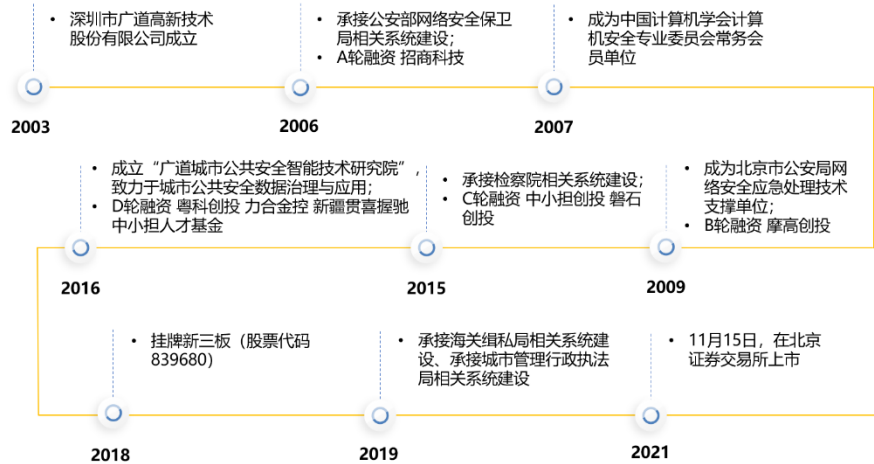 • 深圳市广道高新技术
股份有限公司成立
2003
• 承接公安部网络安全保卫
局相关系统建设；
• A轮融资 招商科技
2006
• 成为中国计算机学会计算
机安全专业委员会常务会
员单位
2007
• 成为北京市公安局网
络安全应急处理技术
支撑单位；
• B轮融资 摩高创投
2009
• 承接检察院相关系统建设；
• C轮融资 中小担创投 磐石
创投
2015
• 成立“广道城市公共安全智能技术研究院”，
致力于城市公共安全数据治理与应用；
• D轮融资 粤科创投 力合金控 新疆贯喜握驰
中小担人才基金
2016
• 挂牌新三板（股票代码
839680）
2018
• 承接海关缉私局相关系统建
设、承接城市管理行政执法
局相关系统建设
2019
• 11月15日，在北京
证券交易所上市
2021